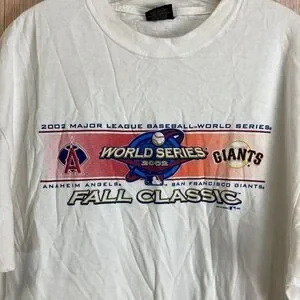 2002 MAJOR LEAGUE BASEBALL WORLD SERIES
A
WORLD SERIES
2002
GIANTS
ANAHEIM ANGELS
SAN FRANCISCO GIANTS
FALL CLASSIC